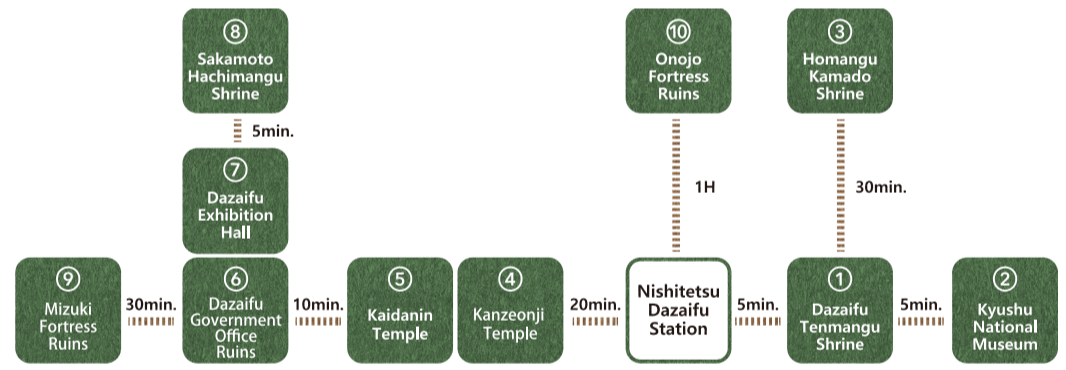 ⑧
Sakamoto
Hachimangu
Shrine
⑩
Onojo
Fortress
Ruins
③
Homangu
Kamado
Shrine
5min.
⑦
Dazaifu
Exhibition
Hall
1H
30min.
⑨
Mizuki
Fortress
Ruins
30min.
⑥
Dazaifu
Government
Office
Ruins
10min.
⑤
Kaidanin
Temple
④
Kanzeonji
Temple
20min.
Nishitetsu
Dazaifu
Station
5min.
①
Dazaifu
Tenmangu
Shrine
5min.
②
Kyushu
National
Museum